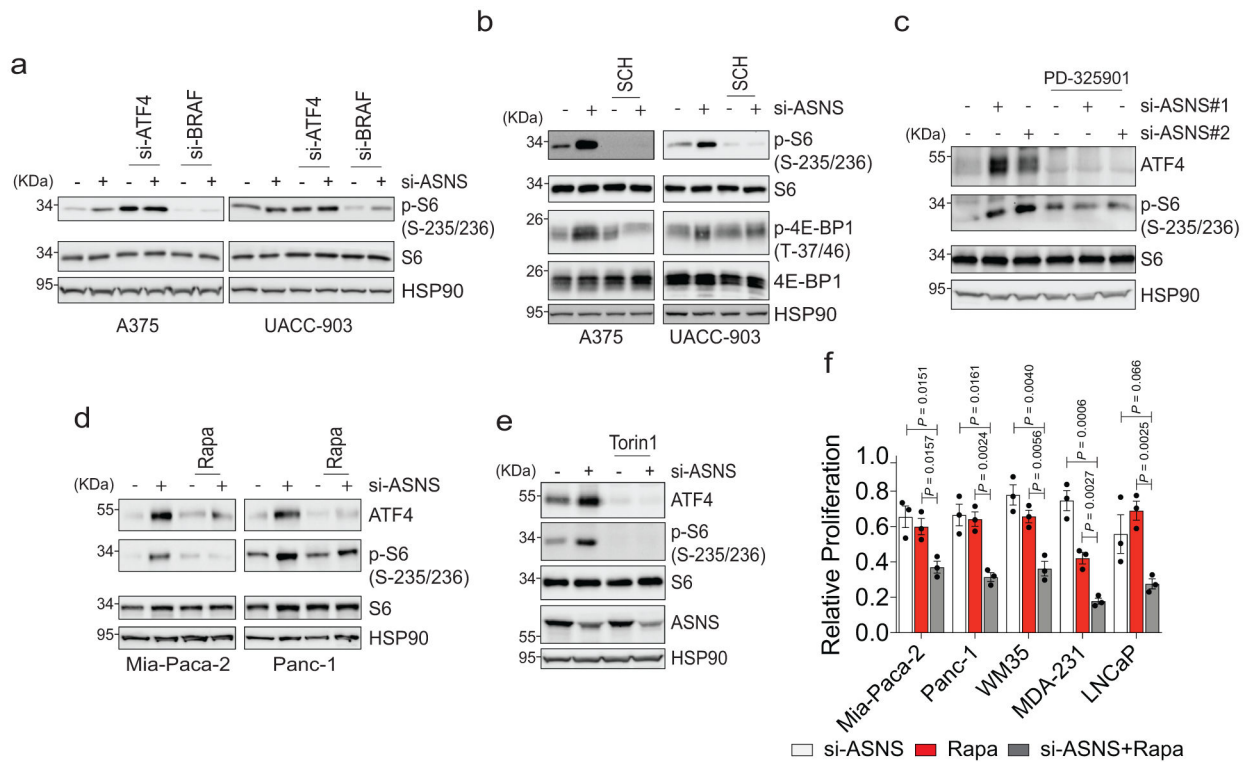 a
si-ATF4
si-BRAF
si-ATF4
si-BRAF
(KDa)
- + - + - + - + - + - + si-ASNS
34
p-S6
(S-235/236)
34
S6
95
HSP90
A375 UACC-903
b
SCH
SCH
(KDa)
- + - + - + - + si-ASNS
34
p-S6
(S-235/236)
34
S6
26
p-4E-BP1
(T-37/46)
26
4E-BP1
95
HSP90
A375 UACC-903
c
PD-325901
- + - - + - si-ASNS#1
(KDa)
- - + - - + si-ASNS#2
55
ATF4
34
p-S6
(S-235/236)
34
S6
95
HSP90
d
Rapa
Rapa
(KDa)
- + - + - + - + si-ASNS
55
ATF4
34
p-S6
(S-235/236)
34
S6
95
HSP90
Mia-Paca-2 Panc-1
e
Torin1
(KDa)
- + - + si-ASNS
55
ATF4
34
p-S6
(S-235/236)
34
S6
55
ASNS
95
HSP90
f
P = 0.0151
P = 0.0157
P = 0.0161
P = 0.0024
P = 0.0040
P = 0.0056
P = 0.0006
P = 0.0027
P = 0.066
P = 0.0025
Relative Proliferation
1.0
0.8
0.6
0.4
0.2
0.0
Mia-Paca-2
Panc-1
WM35
MDA-231
LNCaP
si-ASNS Rapa si-ASNS+Rapa